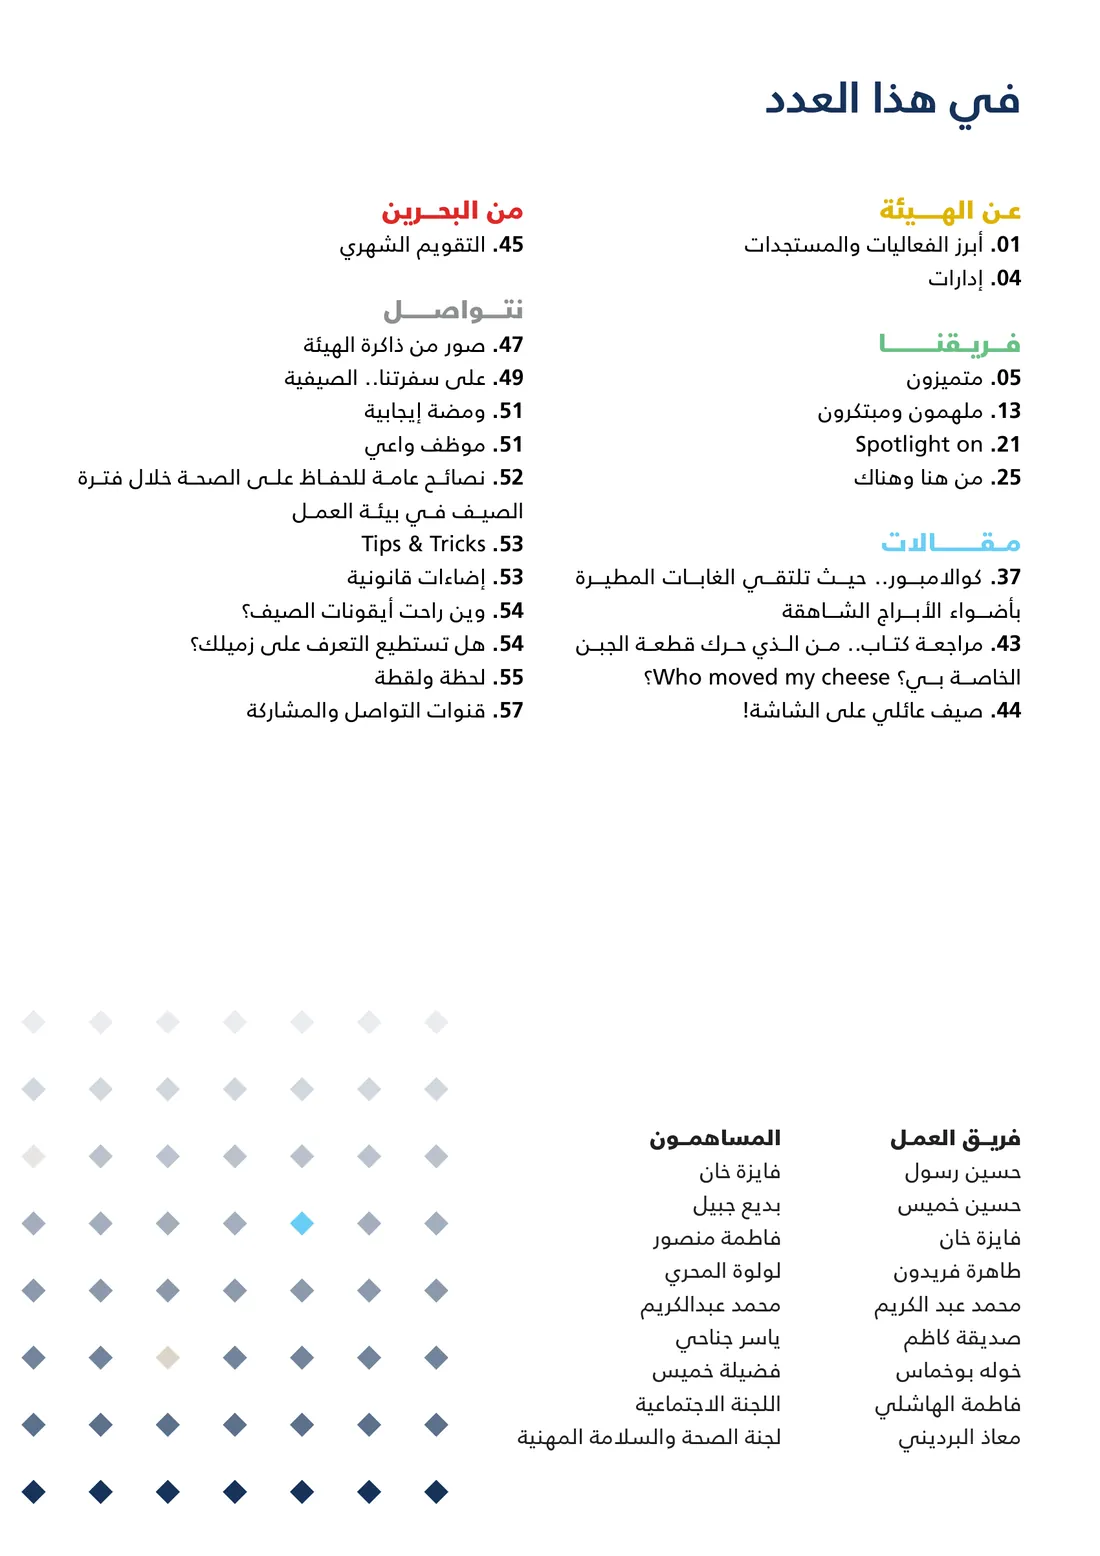 في هذا العدد
عن الهيئة
01. أبرز الفعاليات والمستجدات
04. إدارات
فريقنا
05. متميزون
13. ملهمون ومبتكرون
21. Spotlight on
25. من هنا وهناك
مقالات
37. كوالامبور.. حيث تلتقي الغابات المطيرة
بأضواء الأبراج الشاهقة
43. مراجعة كتاب.. من الذي حرك قطعة الجبن
الخاصة بي؟ Who moved my cheese؟
44. صيف عائلي على الشاشة!
من البحرين
45. التقويم الشهري
نتواصل
47. صور من ذاكرة الهيئة
49. على سفرتنا.. الصيفية
51. ومضة إيجابية
51. موظف واعي
52. نصائح عامة للحفاظ على الصحة خلال فترة
الصيف في بيئة العمل
53. Tips & Tricks
53. إضاءات قانونية
54. وين راحت أيقونات الصيف؟
54. هل تستطيع التعرف على زميلك؟
55. لحظة ولقطة
57. قنوات التواصل والمشاركة
فريق العمل
حسين رسول
حسين خميس
فايزة خان
طاهرة فريدون
محمد عبد الكريم
صديقة كاظم
خوله بوخماس
فاطمة الهاشلي
معاذ البرديني
المساهمون
فايزة خان
بديع جبيل
فاطمة منصور
لولوة المحري
محمد عبدالكريم
ياسر جناحي
فضيلة خميس
اللجنة الاجتماعية
لجنة الصحة والسلامة المهنية